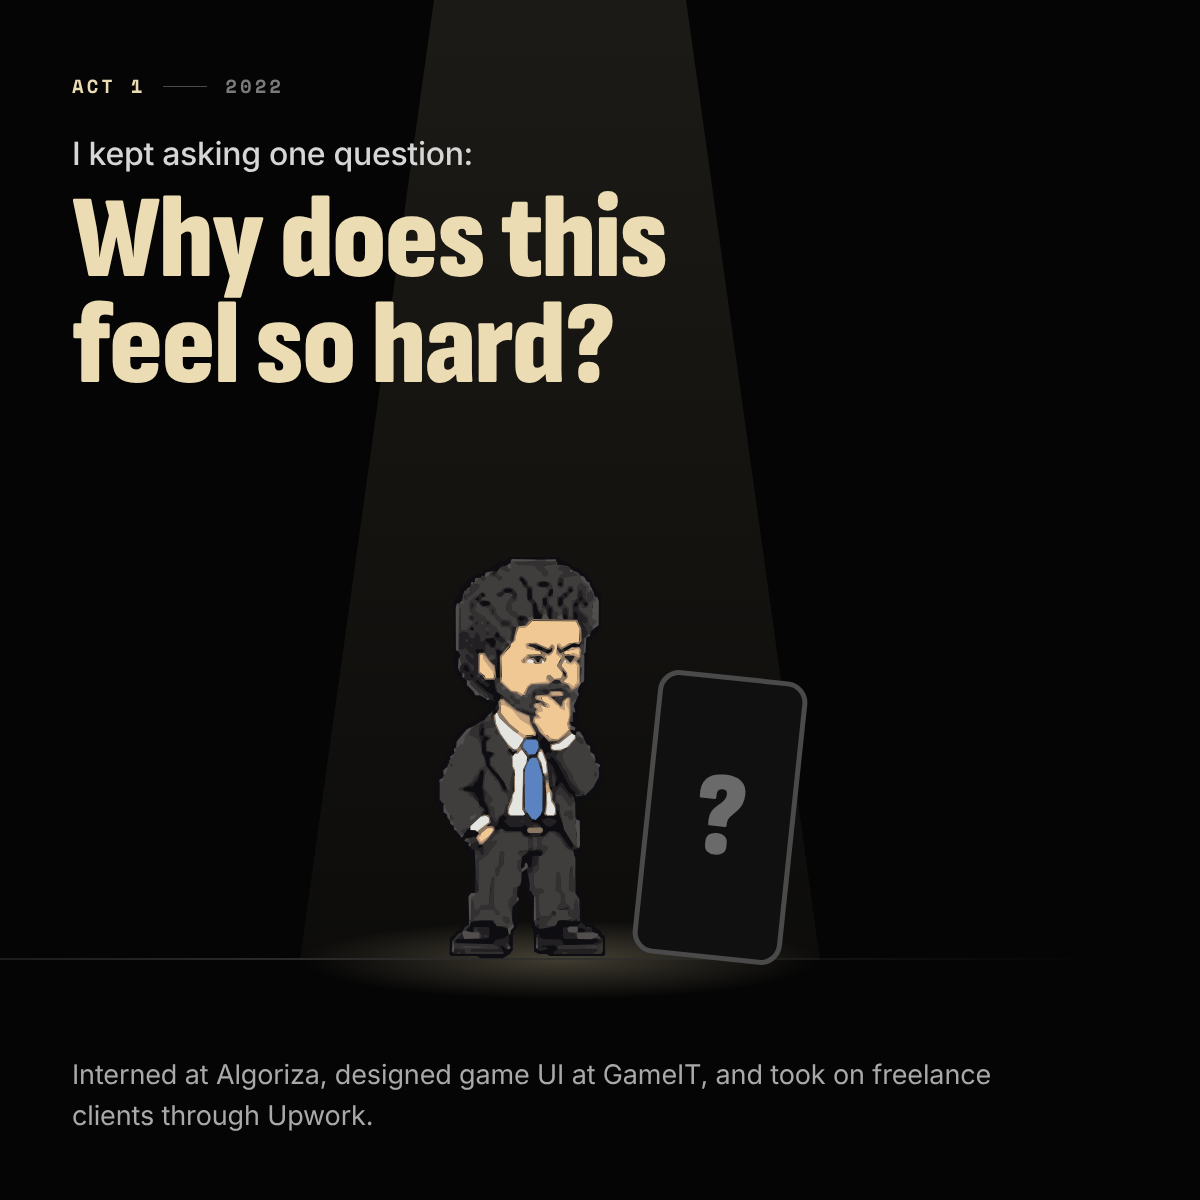 ACT 1 — 2022
I kept asking one question:
Why does this
feel so hard?
?
Interned at Algoriza, designed game UI at GameIT, and took on freelance
clients through Upwork.